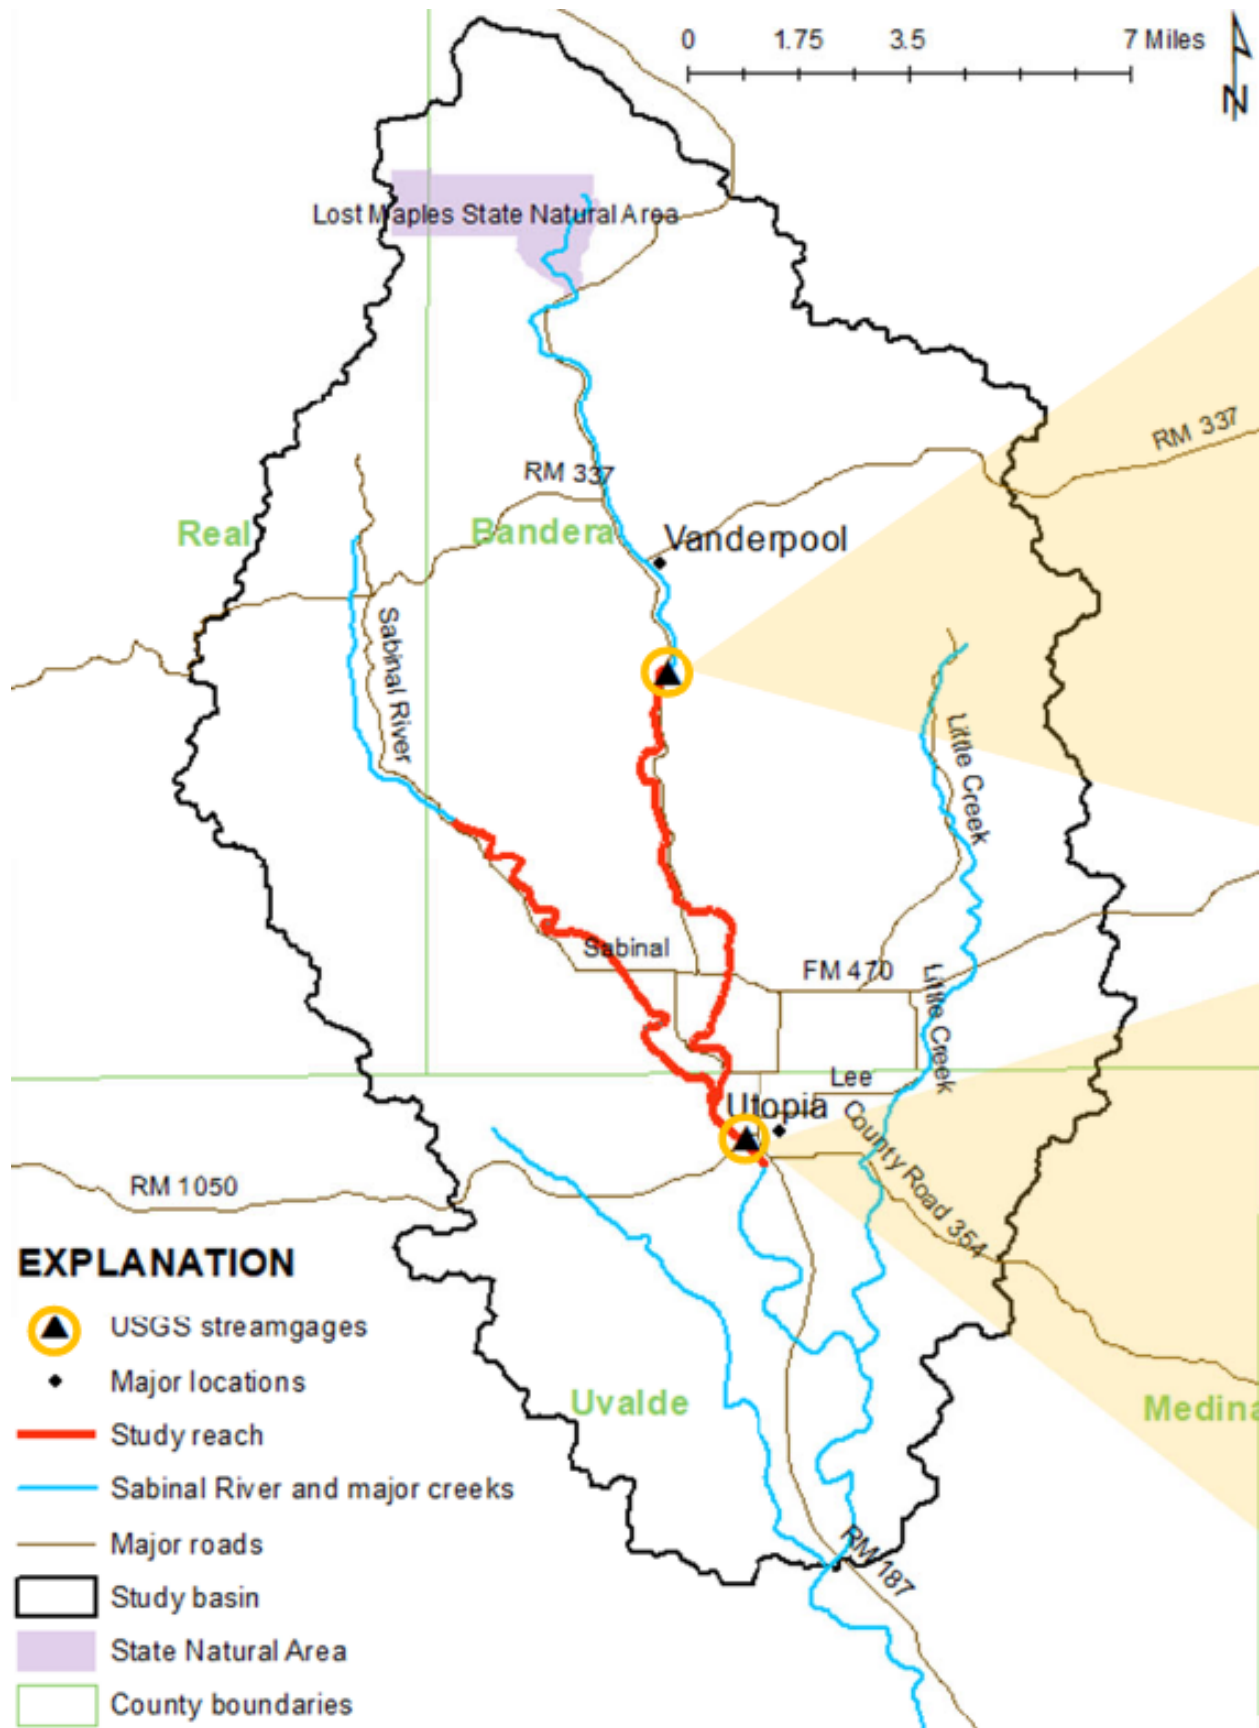 0 1.75 3.5 7 Miles
N
Lost Maples State Natural Area
RM 337
RM 337
Real
Bandera
Vanderpool
Sabinal River
Little Creek
Sabinal
FM 470
Little Creek
Lee
Utopia
County Road 354
RM 1050
EXPLANATION
USGS streamgages
Major locations
Uvalde
Medina
Study reach
Sabinal River and major creeks
Major roads
RM 187
Study basin
State Natural Area
County boundaries